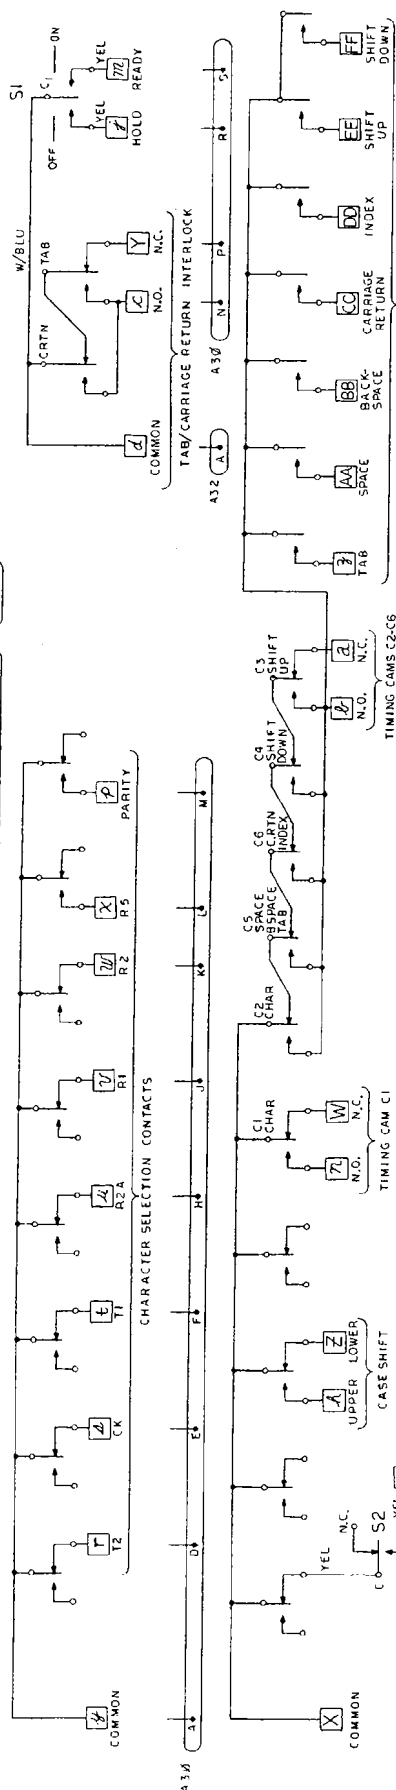 S1
OFF
C1
ON
YEL
YEL
HOLD
READY
W/BLU
CRTN
TAB
d
c
Y
COMMON
N.O.
N.C.
TAB/CARRIAGE RETURN INTERLOCK
A32
A
A30
N
P
R
S
y
r
s
t
u
v
w
x
p
COMMON
T2
CK
T1
R2A
R1
R2
R5
PARITY
CHARACTER SELECTION CONTACTS
A30
A
D
E
F
H
J
K
L
M
X
COMMON
YEL
N.C.
C
S2
Z
UPPER
LOWER
CASE SHIFT
C1
CHAR
n
W
N.O.
N.C.
TIMING CAM C1
C2
CHAR
C5
SPACE
BSPACE
TAB
C6
C.RTN
INDEX
C4
SHIFT
DOWN
C3
SHIFT
UP
b
a
N.O.
N.C.
TIMING CAMS C2-C6
z
AA
BB
CC
DD
EE
FF
TAB
SPACE
BACK-
SPACE
CARRIAGE
RETURN
INDEX
SHIFT
UP
SHIFT
DOWN